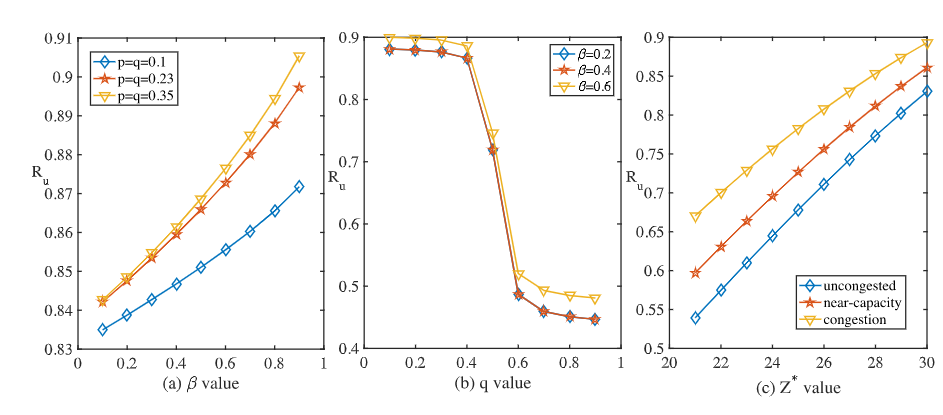 0.91
0.9
0.89
0.88
0.87
0.86
0.85
0.84
0.83
R_u
p=q=0.1
p=q=0.23
p=q=0.35
0 0.2 0.4 0.6 0.8 1
(a) β value
0.9
0.8
0.7
0.6
0.5
0.4
R_u
β=0.2
β=0.4
β=0.6
0 0.2 0.4 0.6 0.8 1
(b) q value
0.9
0.85
0.8
0.75
0.7
0.65
0.6
0.55
0.5
R_u
uncongested
near-capacity
congestion
20 22 24 26 28 30
(c) Z* value